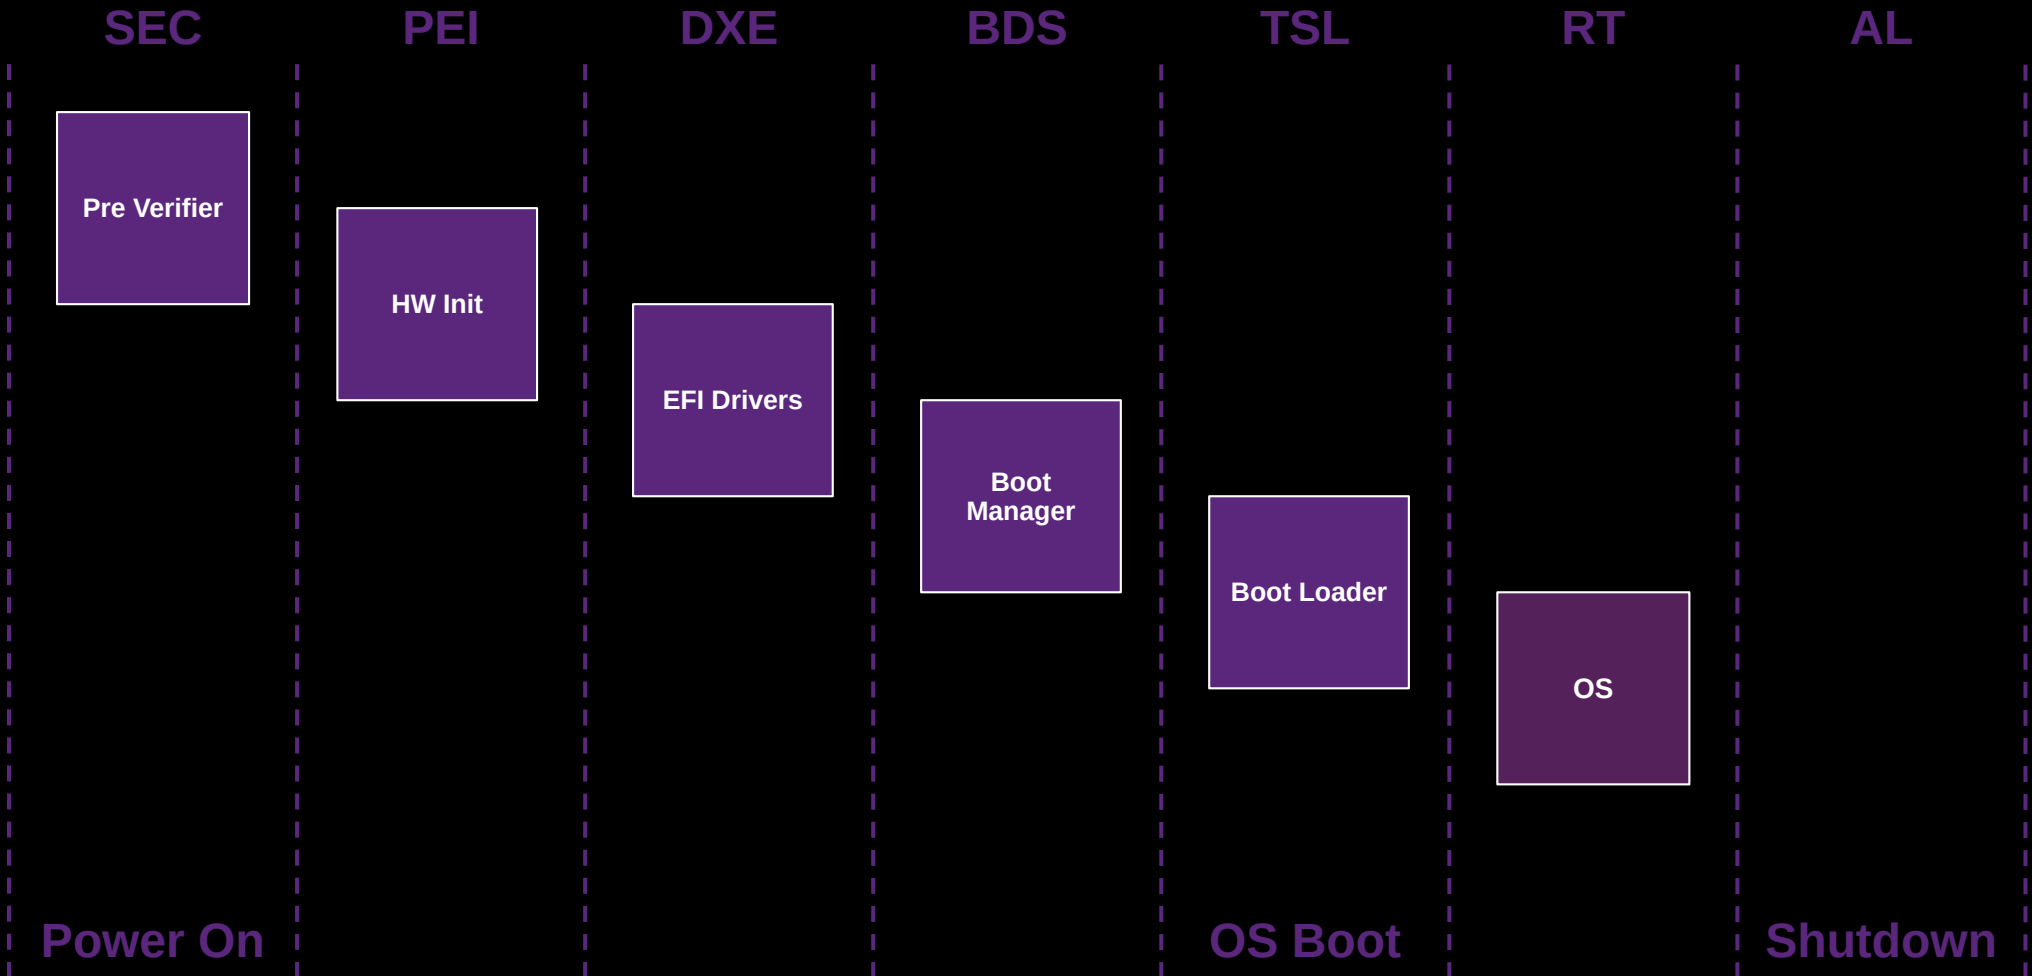 SEC
PEI
DXE
BDS
TSL
RT
AL
Pre Verifier
HW Init
EFI Drivers
Boot
Manager
Boot Loader
OS
Power On
OS Boot
Shutdown